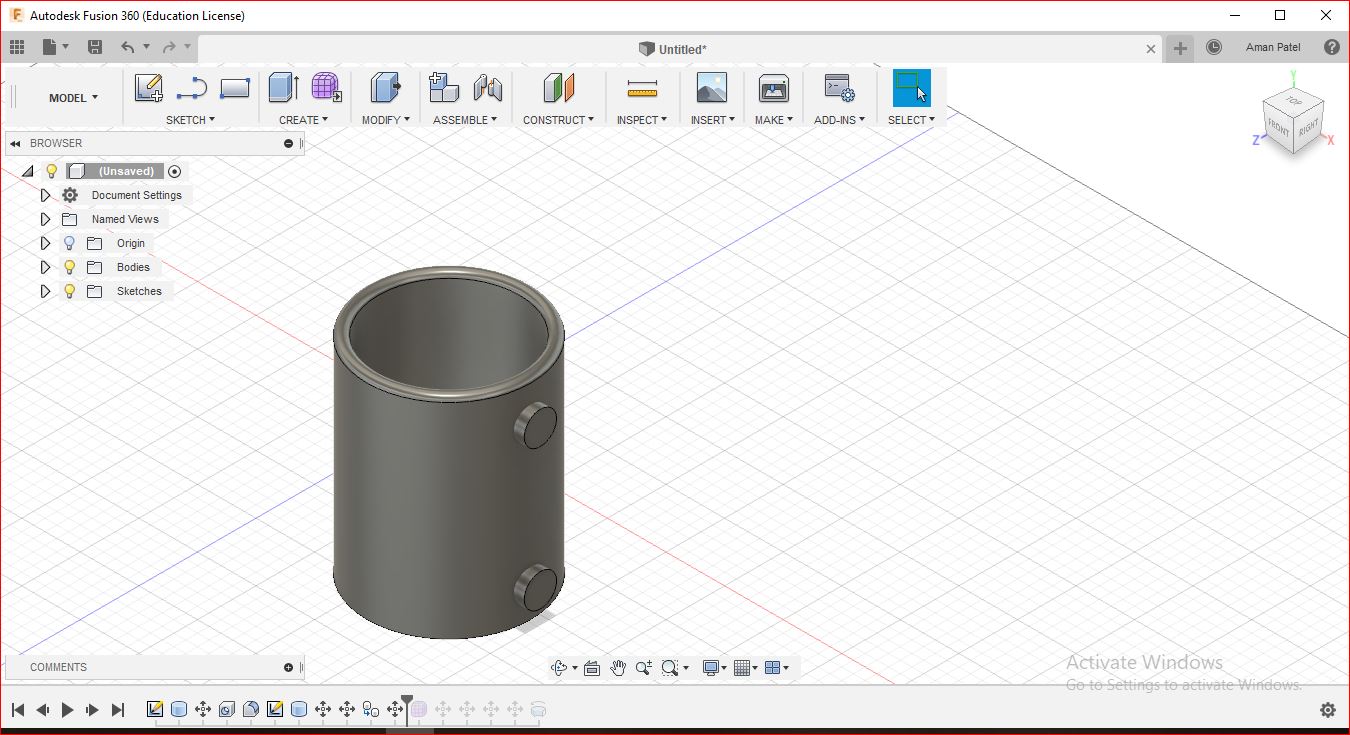 Autodesk Fusion 360 (Education License)
Untitled*
Aman Patel
MODEL
SKETCH
CREATE
MODIFY
ASSEMBLE
CONSTRUCT
INSPECT
INSERT
MAKE
ADD-INS
SELECT
Y
TOP
FRONT
RIGHT
Z
X
BROWSER
(Unsaved)
Document Settings
Named Views
Origin
Bodies
Sketches
COMMENTS
Activate Windows
Go to Settings to activate Windows.